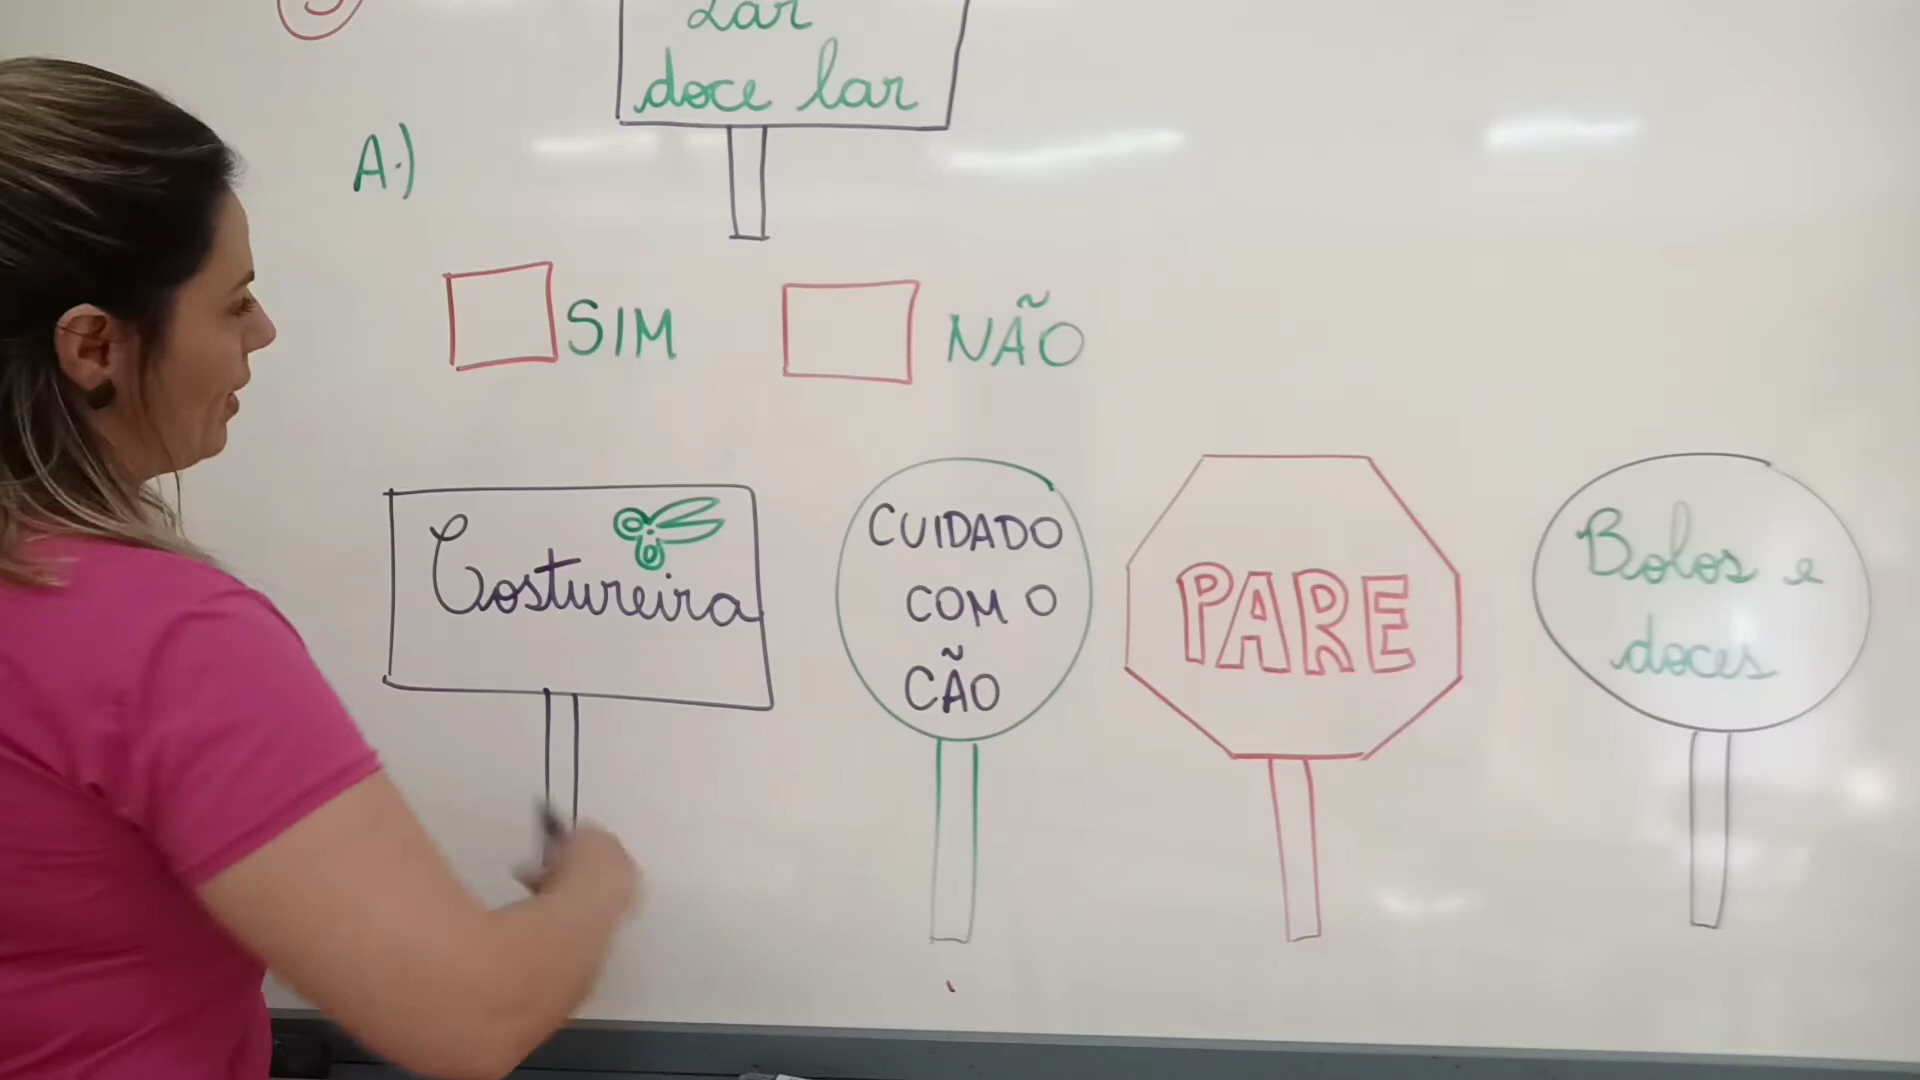 Lar
doce lar
A.)
SIM
NÃO
Costureira
CUIDADO
COM O
CÃO
PARE
Bolos e
doces